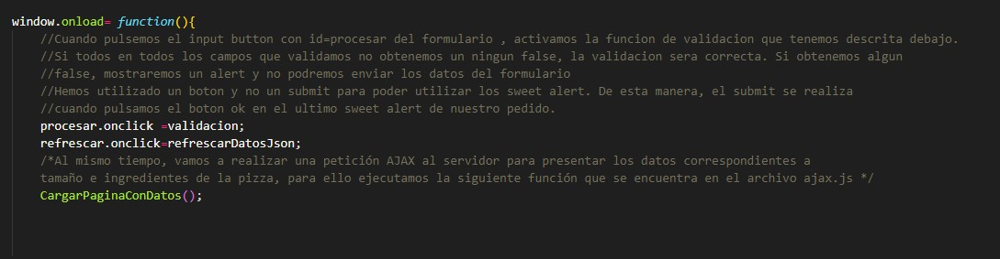 window.onload= function(){
//Cuando pulsemos el input button con id=procesar del formulario , activamos la funcion de validacion que tenemos descrita debajo.
//Si todos en todos los campos que validamos no obtenemos un ningun false, la validacion sera correcta. Si obtenemos algun
//false, mostraremos un alert y no podremos enviar los datos del formulario
//Hemos utilizado un boton y no un submit para poder utilizar los sweet alert. De esta manera, el submit se realiza
//cuando pulsamos el boton ok en el ultimo sweet alert de nuestro pedido.
procesar.onclick =validacion;
refrescar.onclick=refrescarDatosJson;
/*Al mismo tiempo, vamos a realizar una petición AJAX al servidor para presentar los datos correspondientes a
tamaño e ingredientes de la pizza, para ello ejecutamos la siguiente función que se encuentra en el archivo ajax.js */
CargarPaginaConDatos();